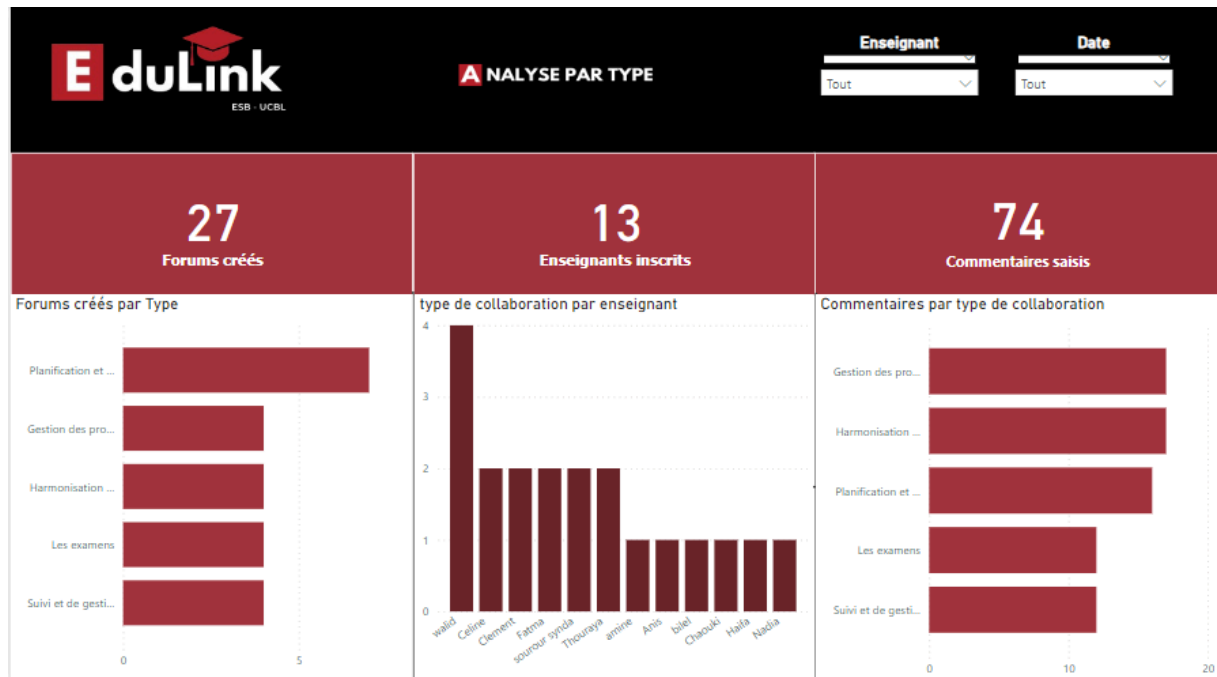 EduLink
ESB - UCBL
ANALYSE PAR TYPE
Enseignant
Tout
Date
Tout
27
Forums créés
13
Enseignants inscrits
74
Commentaires saisis
Forums créés par Type
Planification et ...
Gestion des pro...
Harmonisation ...
Les examens
Suivi et de gesti...
0
5
type de collaboration par enseignant
4
3
2
1
0
walid
Celine
Clement
Fatma
sourour synda
Thouraya
amine
Anis
bilel
Chaouki
Haifa
Nadia
Commentaires par type de collaboration
Gestion des pro...
Harmonisation ...
Planification et ...
Les examens
Suivi et de gesti...
0
10
20